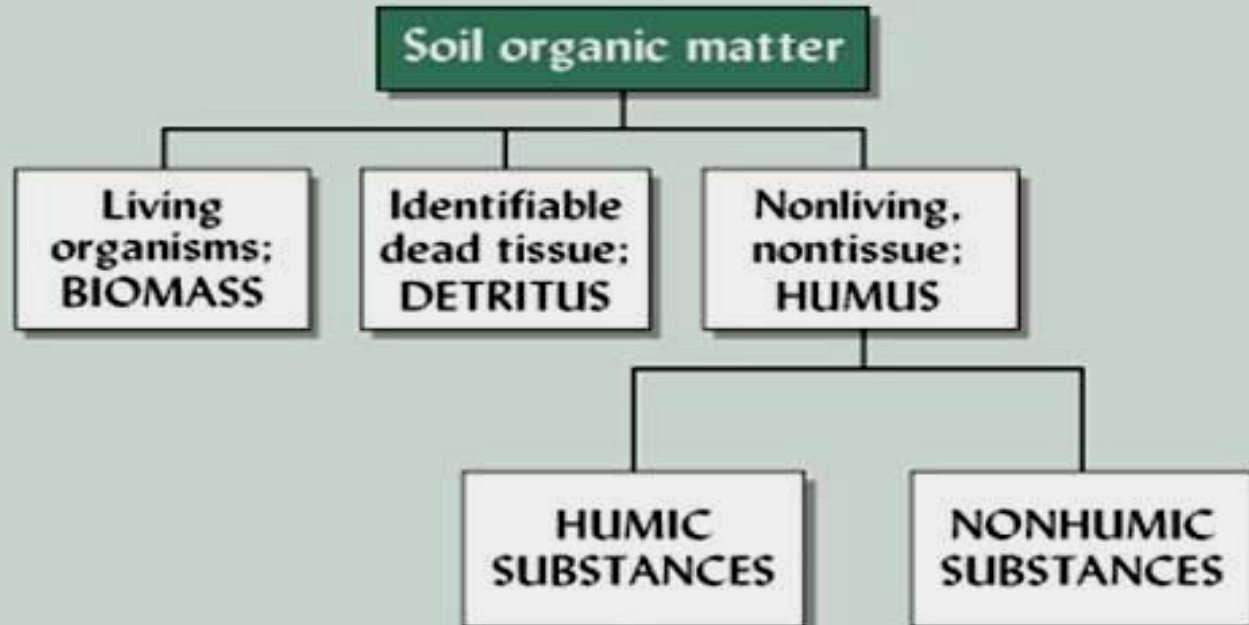 Soil organic matter
Living
organisms;
BIOMASS
Identifiable
dead tissue;
DETRITUS
Nonliving,
nontissue;
HUMUS
HUMIC
SUBSTANCES
NONHUMIC
SUBSTANCES